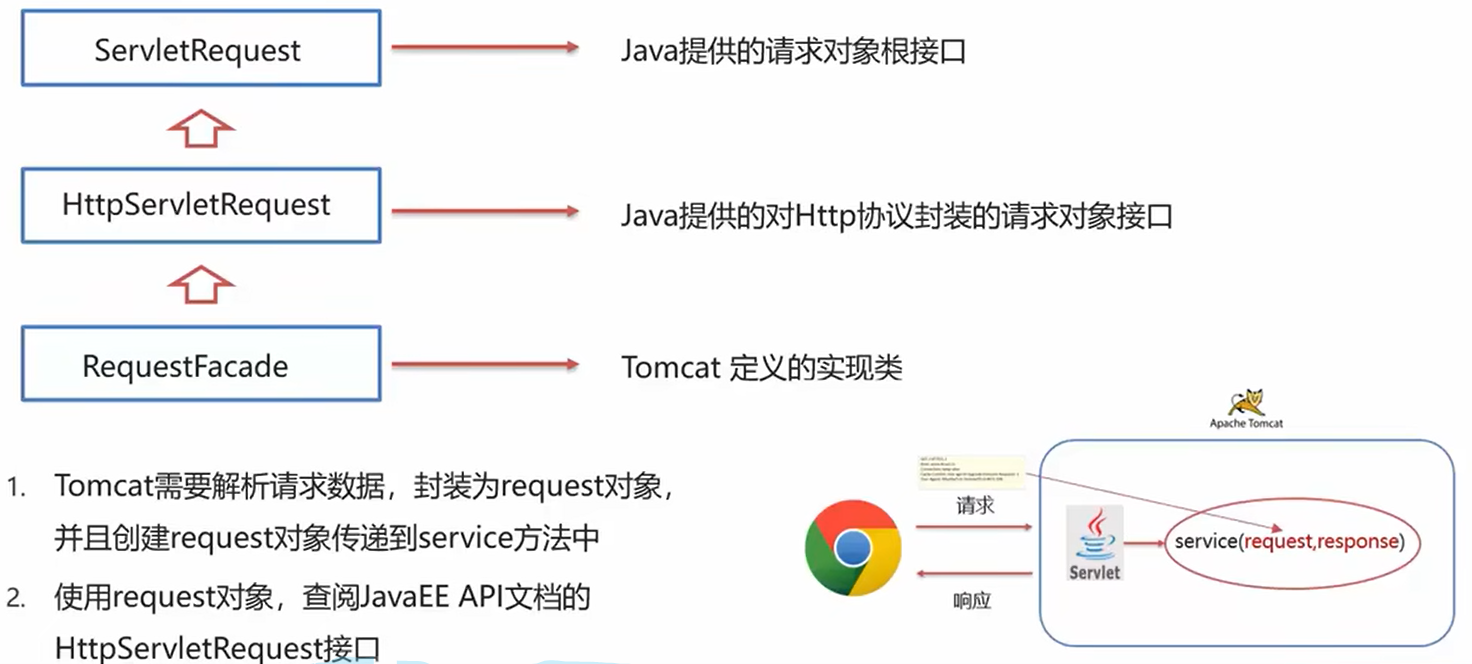 ServletRequest
Java提供的请求对象根接口
HttpServletRequest
Java提供的对Http协议封装的请求对象接口
RequestFacade
Tomcat 定义的实现类
1. Tomcat需要解析请求数据，封装为request对象，
并且创建request对象传递到service方法中
2. 使用request对象，查阅JavaEE API文档的
HttpServletRequest接口
Apache Tomcat
请求
响应
Servlet
service(request,response)